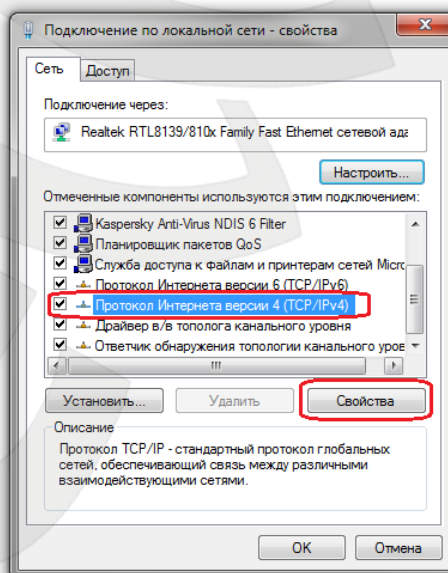 Подключение по локальной сети - свойства
Сеть Доступ
Подключение через:
Realtek RTL8139/810x Family Fast Ethernet сетевой ада
Настроить...
Отмеченные компоненты используются этим подключением:
Kaspersky Anti-Virus NDIS 6 Filter
Планировщик пакетов QoS
Служба доступа к файлам и принтерам сетей Micro
Протокол Интернета версии 6 (TCP/IPv6)
Протокол Интернета версии 4 (TCP/IPv4)
Драйвер в/в тополога канального уровня
Ответчик обнаружения топологии канального уров
Установить... Удалить Свойства
Описание
Протокол TCP/IP - стандартный протокол глобальных
сетей, обеспечивающий связь между различными
взаимодействующими сетями.
OK Отмена